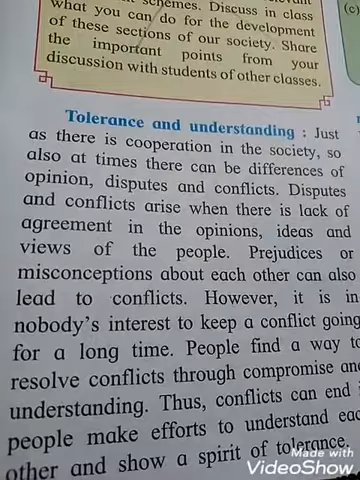 schemes. Discuss in class
what you can do for the development
of these sections of our society. Share
the important points from your
discussion with students of other classes.
(c)
Tolerance and understanding : Just
as there is cooperation in the society, so
also at times there can be differences of
opinion, disputes and conflicts. Disputes
and conflicts arise when there is lack of
agreement in the opinions, ideas and
views of the people. Prejudices or
misconceptions about each other can also
lead to conflicts. However, it is in
nobody's interest to keep a conflict going
for a long time. People find a way to
resolve conflicts through compromise and
understanding. Thus, conflicts can end
people make efforts to understand each
other and show a spirit of tolerance.
Made with
VideoShow